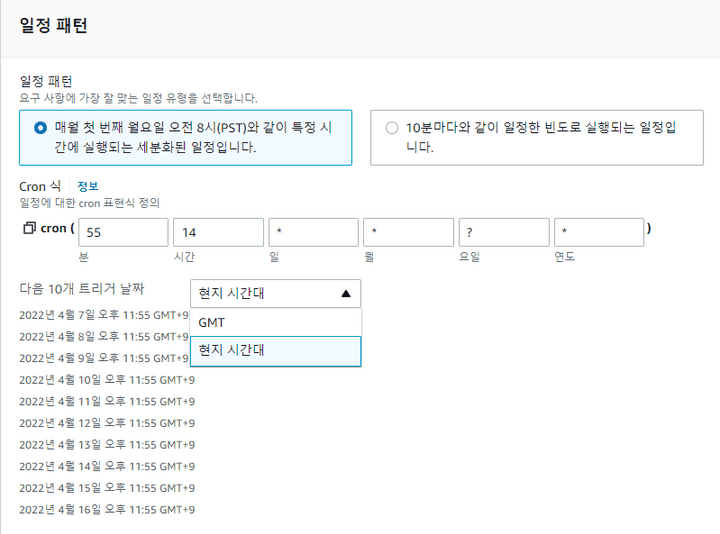 일정 패턴
일정 패턴
요구 사항에 가장 잘 맞는 일정 유형을 선택합니다.
매월 첫 번째 월요일 오전 8시(PST)와 같이 특정 시
간에 실행되는 세분화된 일정입니다.
10분마다와 같이 일정한 빈도로 실행되는 일정입
니다.
Cron 식 정보
일정에 대한 cron 표현식 정의
cron ( 55 14 * * ? * )
분 시간 일 월 요일 연도
다음 10개 트리거 날짜 현지 시간대
2022년 4월 7일 오후 11:55 GMT+9
GMT
2022년 4월 8일 오후 11:55 GMT+9
현지 시간대
2022년 4월 9일 오후 11:55 GMT+9
2022년 4월 10일 오후 11:55 GMT+9
2022년 4월 11일 오후 11:55 GMT+9
2022년 4월 12일 오후 11:55 GMT+9
2022년 4월 13일 오후 11:55 GMT+9
2022년 4월 14일 오후 11:55 GMT+9
2022년 4월 15일 오후 11:55 GMT+9
2022년 4월 16일 오후 11:55 GMT+9